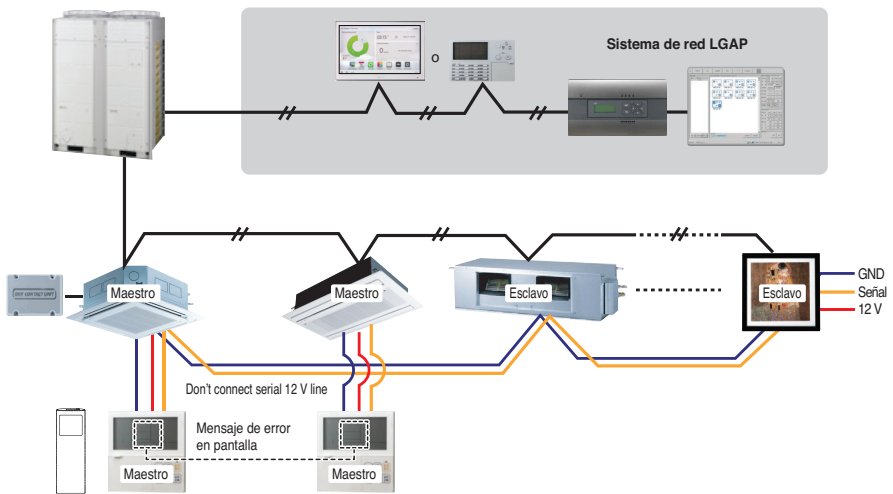 Sistema de red LGAP
o
Maestro
Maestro
Esclavo
Esclavo
GND
Señal
12 V
Don't connect serial 12 V line
Mensaje de error
en pantalla
Maestro
Maestro